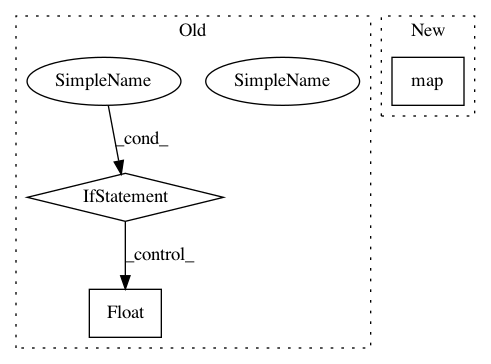 Old
New
SimpleName
SimpleName
map
_cond_
IfStatement
_control_
Float